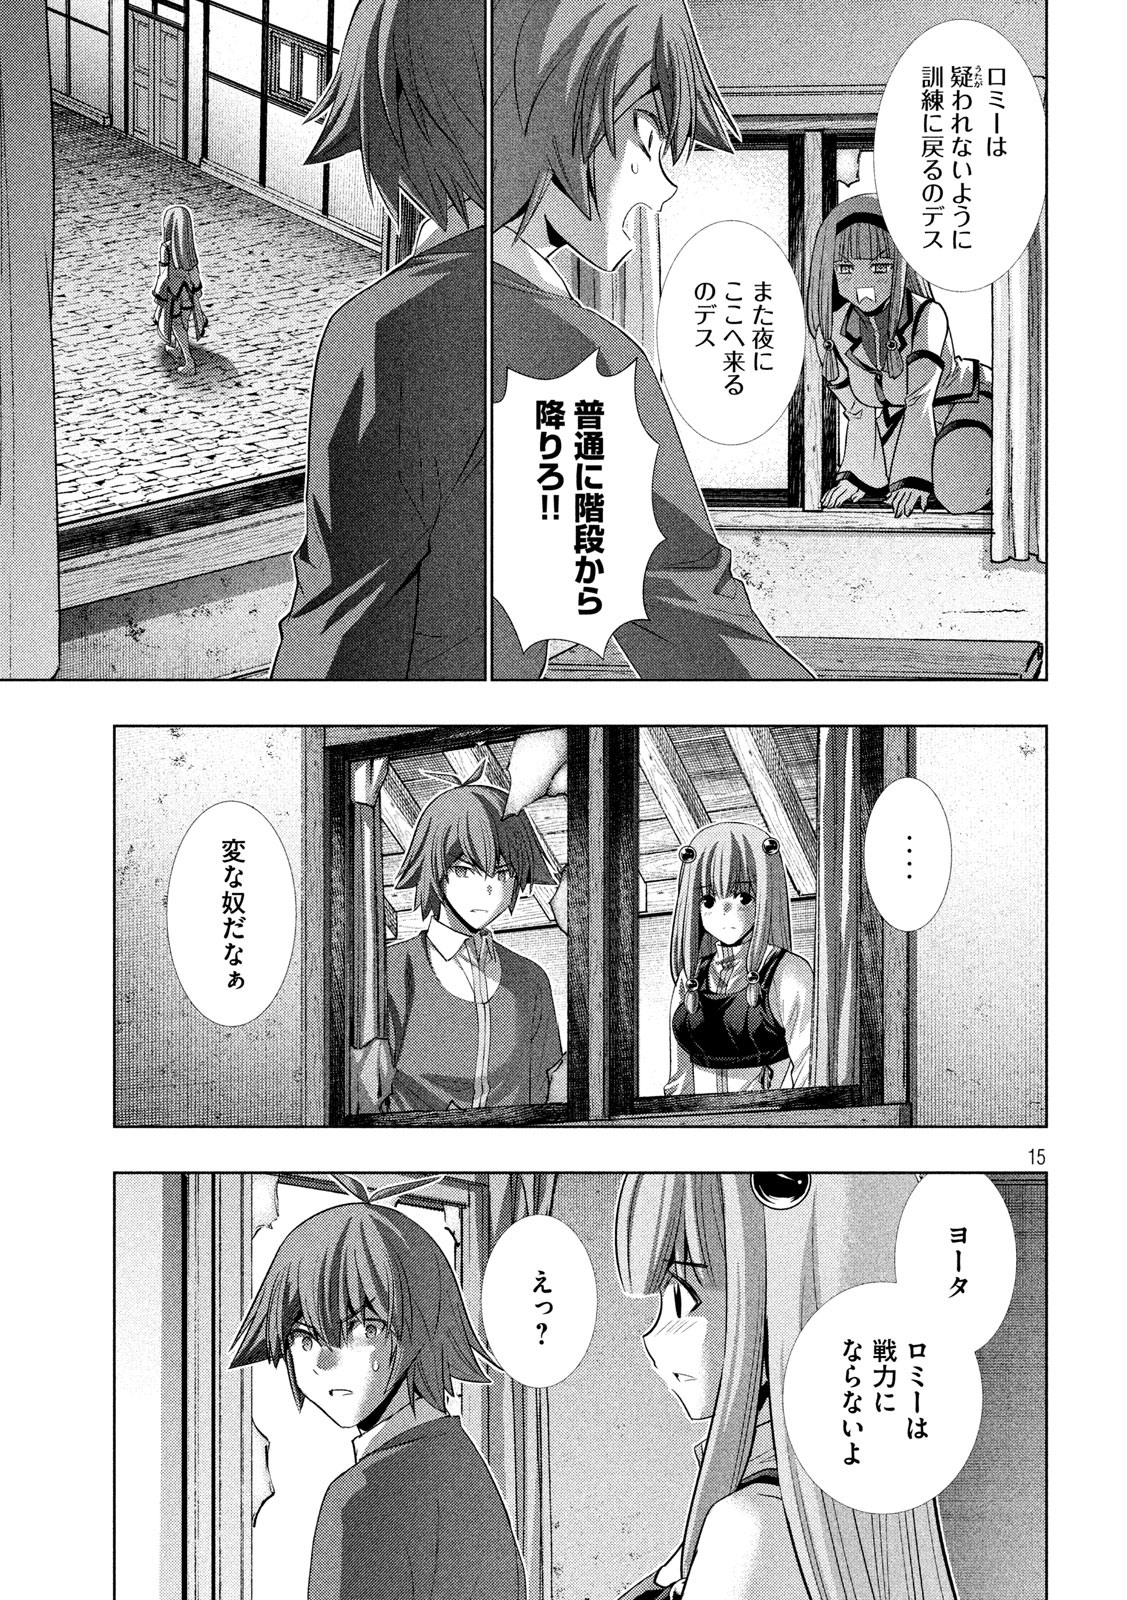 ロミーは
疑われないように
うたが
訓練に戻るのデス
また夜に
ここへ来る
のデス
普通に階段から
降りろ!!
・・・
変な奴だなぁ
15
ヨータ
ロミーは
戦力に
ならないよ
えっ?